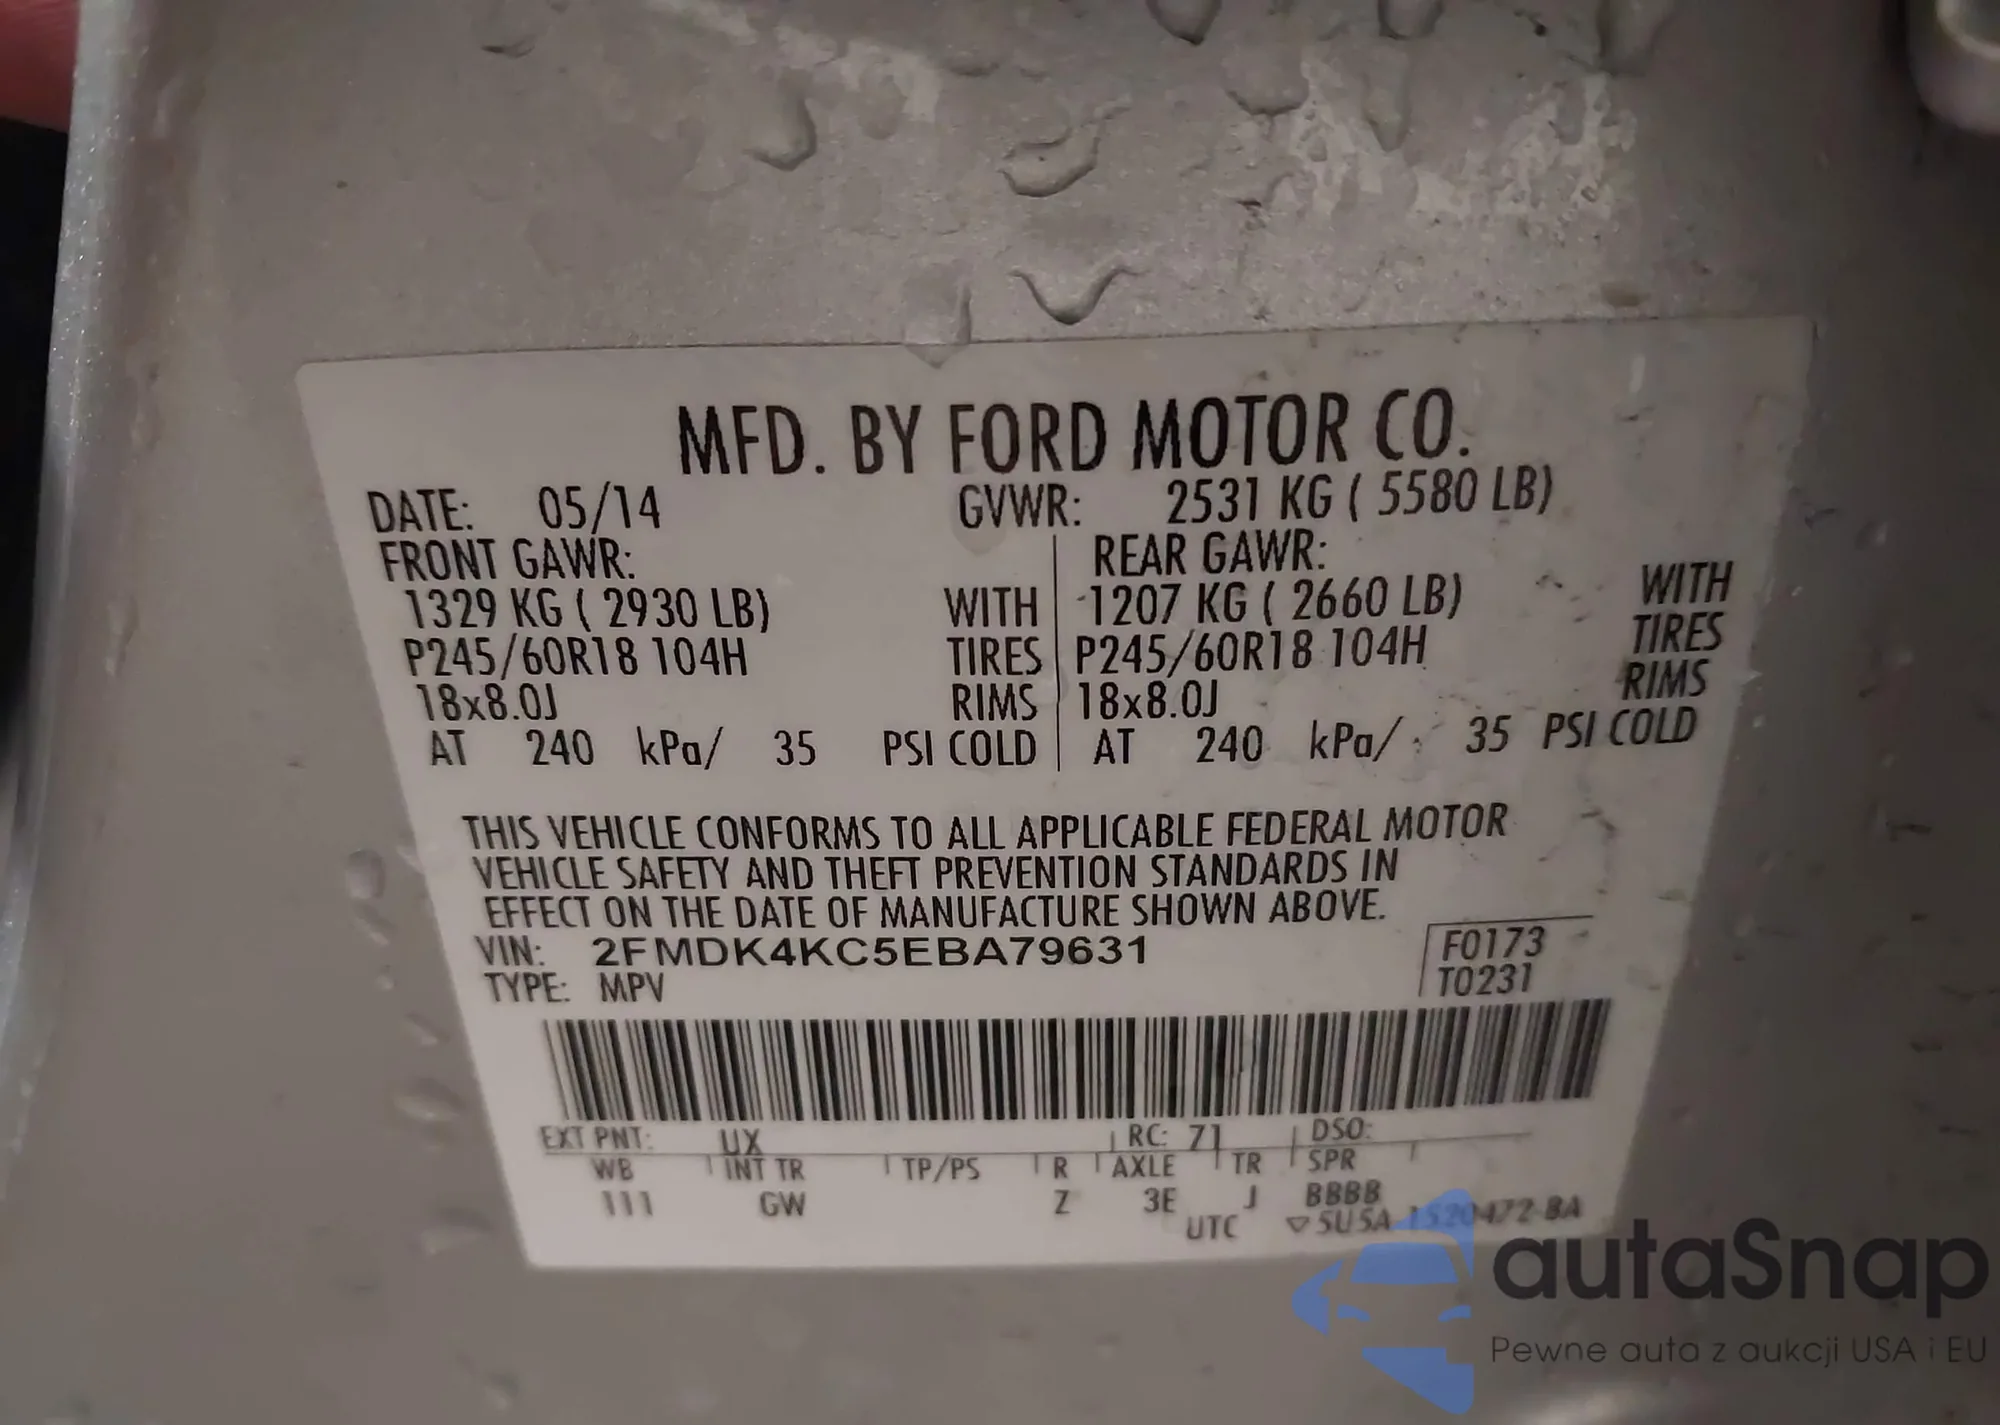 MFD. BY FORD MOTOR CO.
DATE: 05/14 GVWR: 2531 KG ( 5580 LB)
FRONT GAWR: REAR GAWR:
1329 KG ( 2930 LB) WITH 1207 KG ( 2660 LB) WITH
P245/60R18 104H TIRES P245/60R18 104H TIRES
18x8.0J RIMS 18x8.0J RIMS
AT 240 kPa/ 35 PSI COLD AT 240 kPa/ 35 PSI COLD
THIS VEHICLE CONFORMS TO ALL APPLICABLE FEDERAL MOTOR
VEHICLE SAFETY AND THEFT PREVENTION STANDARDS IN
EFFECT ON THE DATE OF MANUFACTURE SHOWN ABOVE.
VIN: 2FMDK4KC5EBA79631 F0173
TYPE: MPV T0231
EXT PNT: UX RC: 71 DSO:
WB INT TR TP/PS R AXLE TR SPR
111 GW Z 3E J BBBB
UTC ▽5U5A 1520472-BA
autaSnap
Pewne auta z aukcji USA i EU